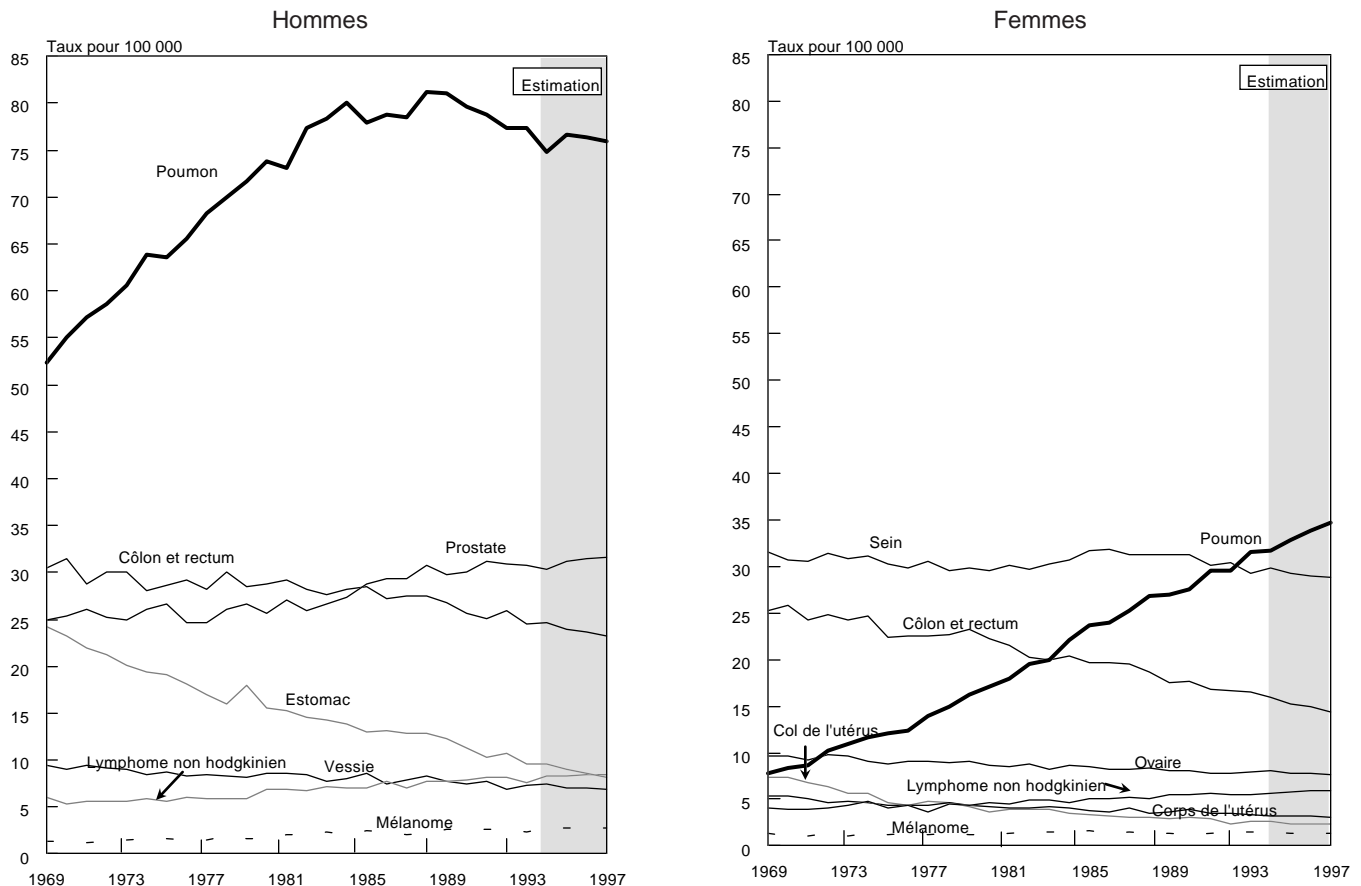 Hommes
Taux pour 100 000
85
80
75
70
65
60
55
50
45
40
35
30
25
20
15
10
5
0
Estimation
Poumon
Côlon et rectum
Prostate
Estomac
Lymphome non hodgkinien
Vessie
Mélanome
1969 1973 1977 1981 1985 1989 1993 1997
Femmes
Taux pour 100 000
85
80
75
70
65
60
55
50
45
40
35
30
25
20
15
10
5
0
Estimation
Sein
Poumon
Côlon et rectum
Col de l'utérus
Ovaire
Lymphome non hodgkinien
Corps de l'utérus
Mélanome
1969 1973 1977 1981 1985 1989 1993 1997